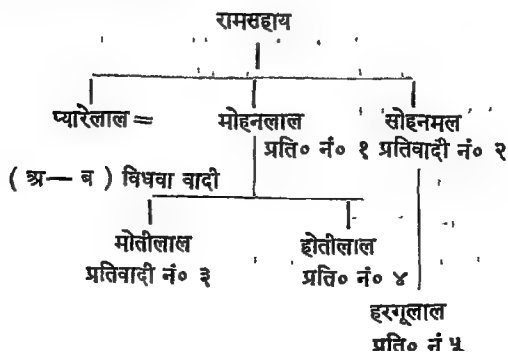 रामसहाय
प्यारेलाल = मोहनलाल सोहनमल
प्रति० नं० १ प्रतिवादी नं० २
( अ— ब ) विधवा वादी
मोतीलाल होतीलाल
प्रतिवादी नं० ३ प्रति० नं० ४
हरगूलाल
प्रति० नं ५